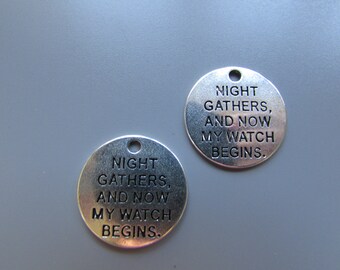 NIGHT
GATHERS,
AND NOW
MY WATCH
BEGINS.
NIGHT
GATHERS,
AND NOW
MY WATCH
BEGINS.